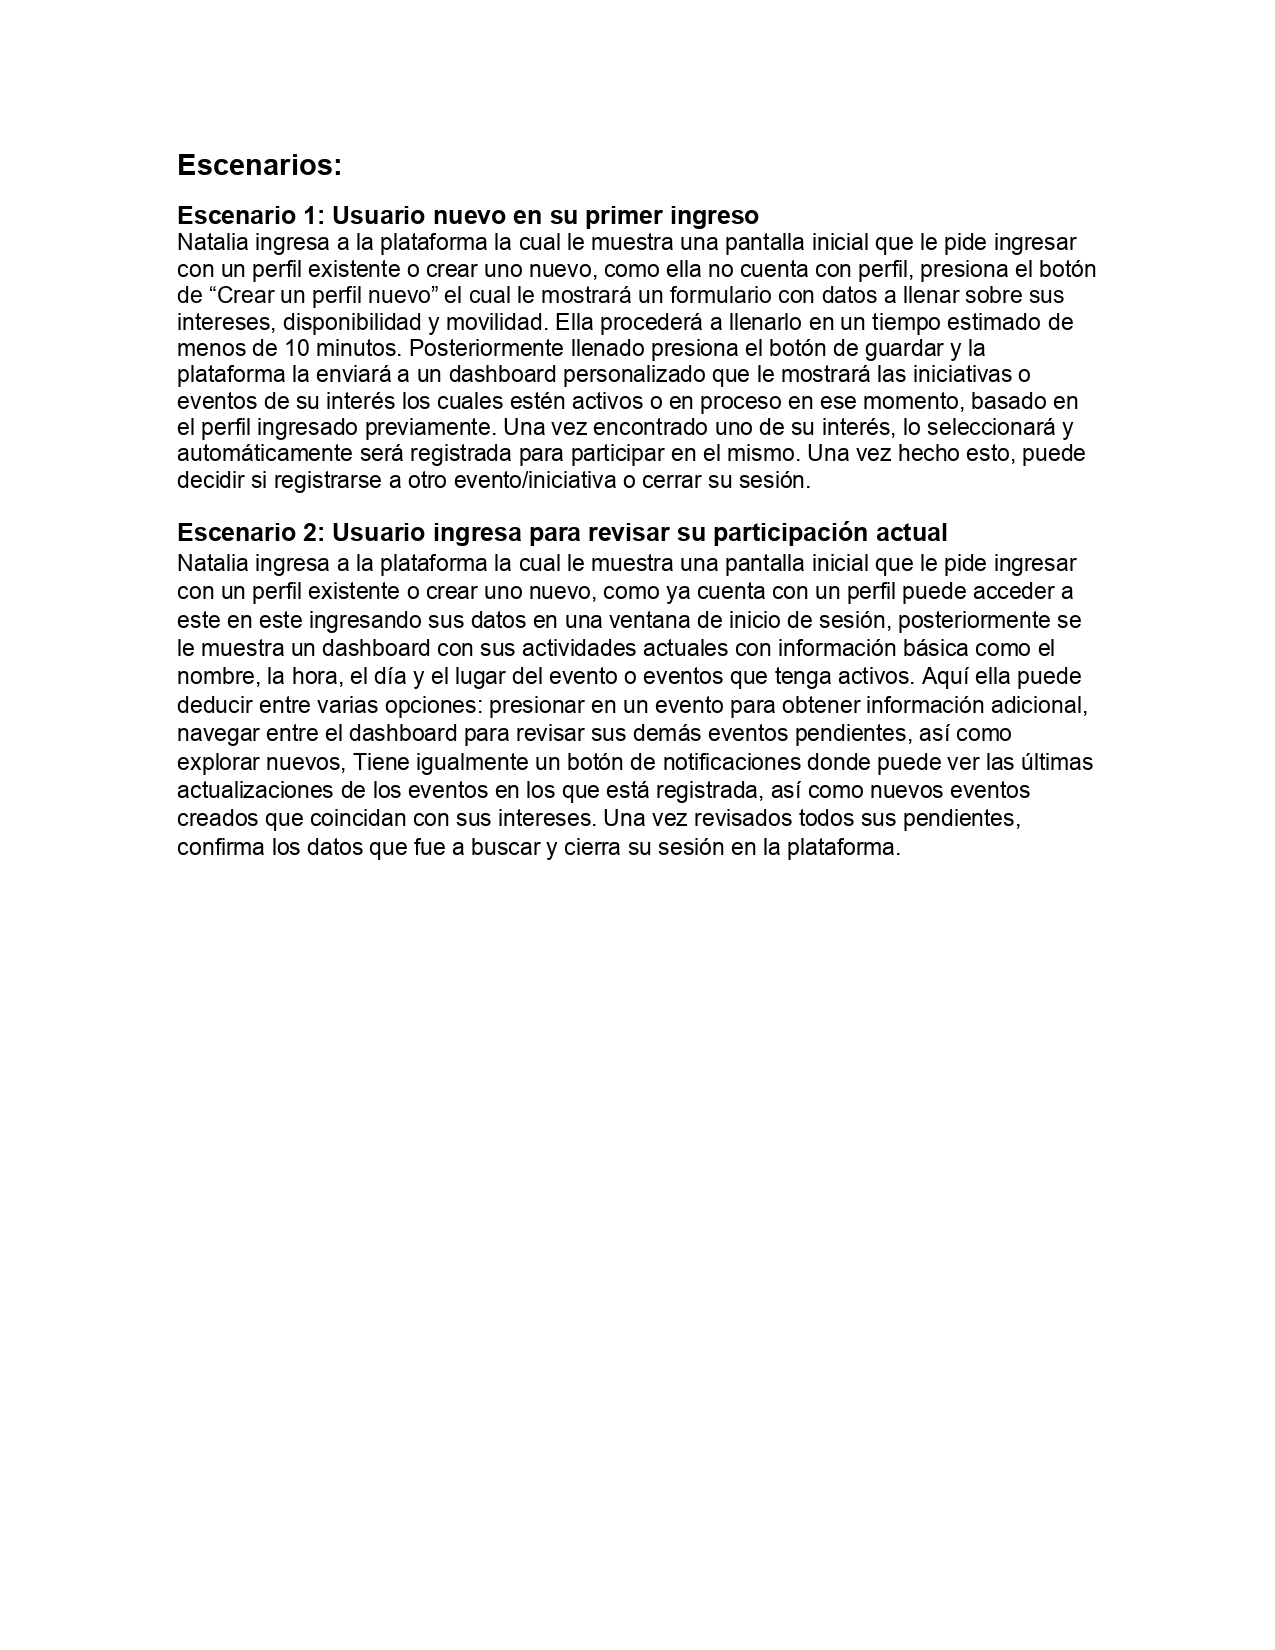 Escenarios:
Escenario 1: Usuario nuevo en su primer ingreso
Natalia ingresa a la plataforma la cual le muestra una pantalla inicial que le pide ingresar
con un perfil existente o crear uno nuevo, como ella no cuenta con perfil, presiona el botón
de “Crear un perfil nuevo” el cual le mostrará un formulario con datos a llenar sobre sus
intereses, disponibilidad y movilidad. Ella procederá a llenarlo en un tiempo estimado de
menos de 10 minutos. Posteriormente llenado presiona el botón de guardar y la
plataforma la enviará a un dashboard personalizado que le mostrará las iniciativas o
eventos de su interés los cuales estén activos o en proceso en ese momento, basado en
el perfil ingresado previamente. Una vez encontrado uno de su interés, lo seleccionará y
automáticamente será registrada para participar en el mismo. Una vez hecho esto, puede
decidir si registrarse a otro evento/iniciativa o cerrar su sesión.
Escenario 2: Usuario ingresa para revisar su participación actual
Natalia ingresa a la plataforma la cual le muestra una pantalla inicial que le pide ingresar
con un perfil existente o crear uno nuevo, como ya cuenta con un perfil puede acceder a
este en este ingresando sus datos en una ventana de inicio de sesión, posteriormente se
le muestra un dashboard con sus actividades actuales con información básica como el
nombre, la hora, el día y el lugar del evento o eventos que tenga activos. Aquí ella puede
deducir entre varias opciones: presionar en un evento para obtener información adicional,
navegar entre el dashboard para revisar sus demás eventos pendientes, así como
explorar nuevos, Tiene igualmente un botón de notificaciones donde puede ver las últimas
actualizaciones de los eventos en los que está registrada, así como nuevos eventos
creados que coincidan con sus intereses. Una vez revisados todos sus pendientes,
confirma los datos que fue a buscar y cierra su sesión en la plataforma.